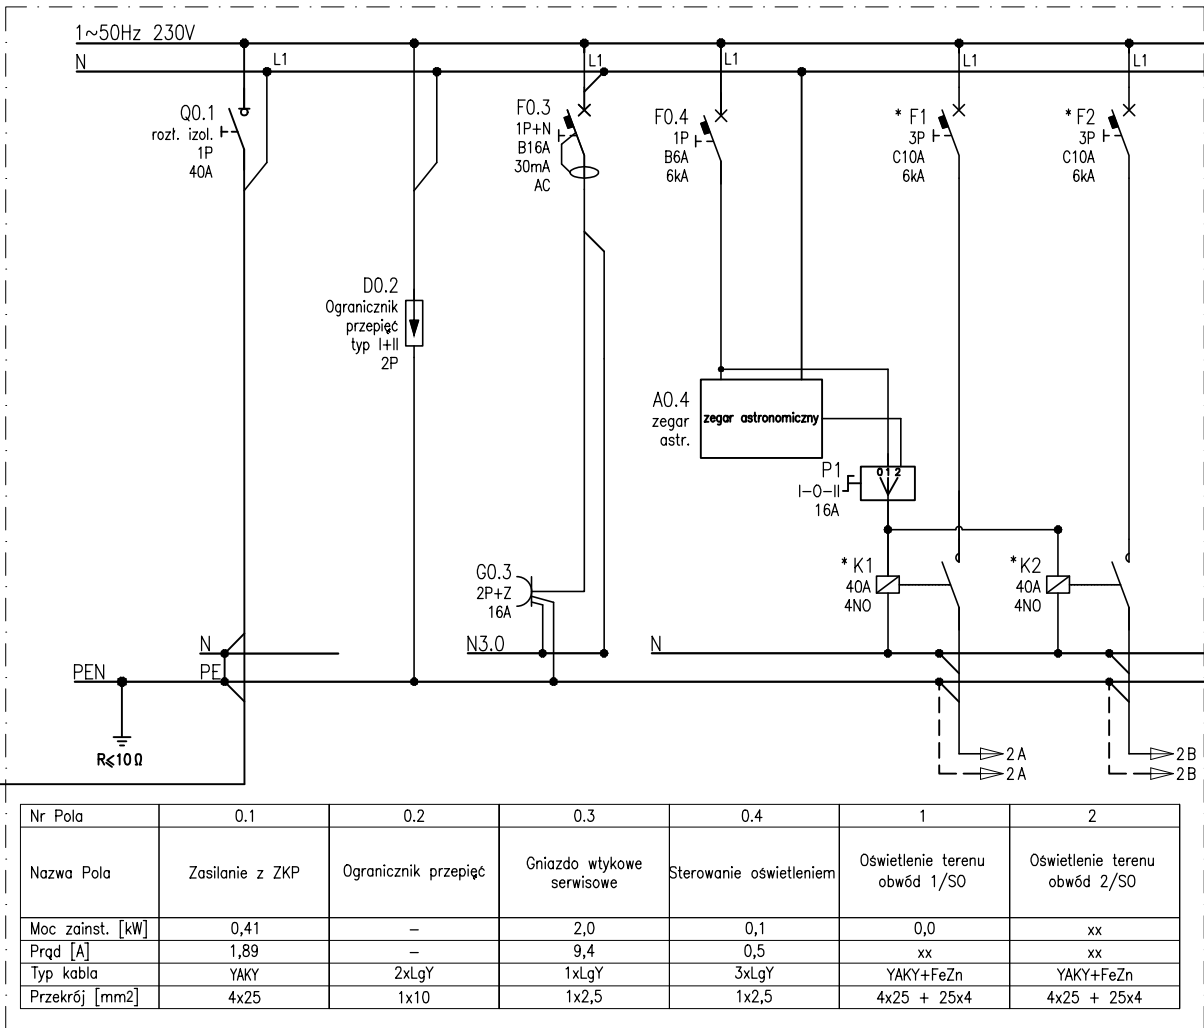 1~50Hz 230V
N
L1
L1
L1
L1
Q0.1
rozł. izol.
1P
40A
F0.3
1P+N
B16A
30mA
AC
F0.4
1P
B6A
6kA
* F1
3P
C10A
6kA
* F2
3P
C10A
6kA
D0.2
Ogranicznik
przepięć
typ I+II
2P
A0.4
zegar
astr.
zegar astronomiczny
P1
I-0-II
16A
0 1 2
* K1
40A
4NO
* K2
40A
4NO
G0.3
2P+Z
16A
N
N3.0
N
PEN
PE
R≤10Ω
2A
2A
2B
2B
Nr Pola 0.1 0.2 0.3 0.4 1 2
Nazwa Pola Zasilanie z ZKP Ogranicznik przepięć Gniazdo wtykowe serwisowe Sterowanie oświetleniem Oświetlenie terenu obwód 1/SO Oświetlenie terenu obwód 2/SO
Moc zainst. [kW] 0,41 – 2,0 0,1 0,0 xx
Prąd [A] 1,89 – 9,4 0,5 xx xx
Typ kabla YAKY 2xLgY 1xLgY 3xLgY YAKY+FeZn YAKY+FeZn
Przekrój [mm2] 4x25 1x10 1x2,5 1x2,5 4x25 + 25x4 4x25 + 25x4